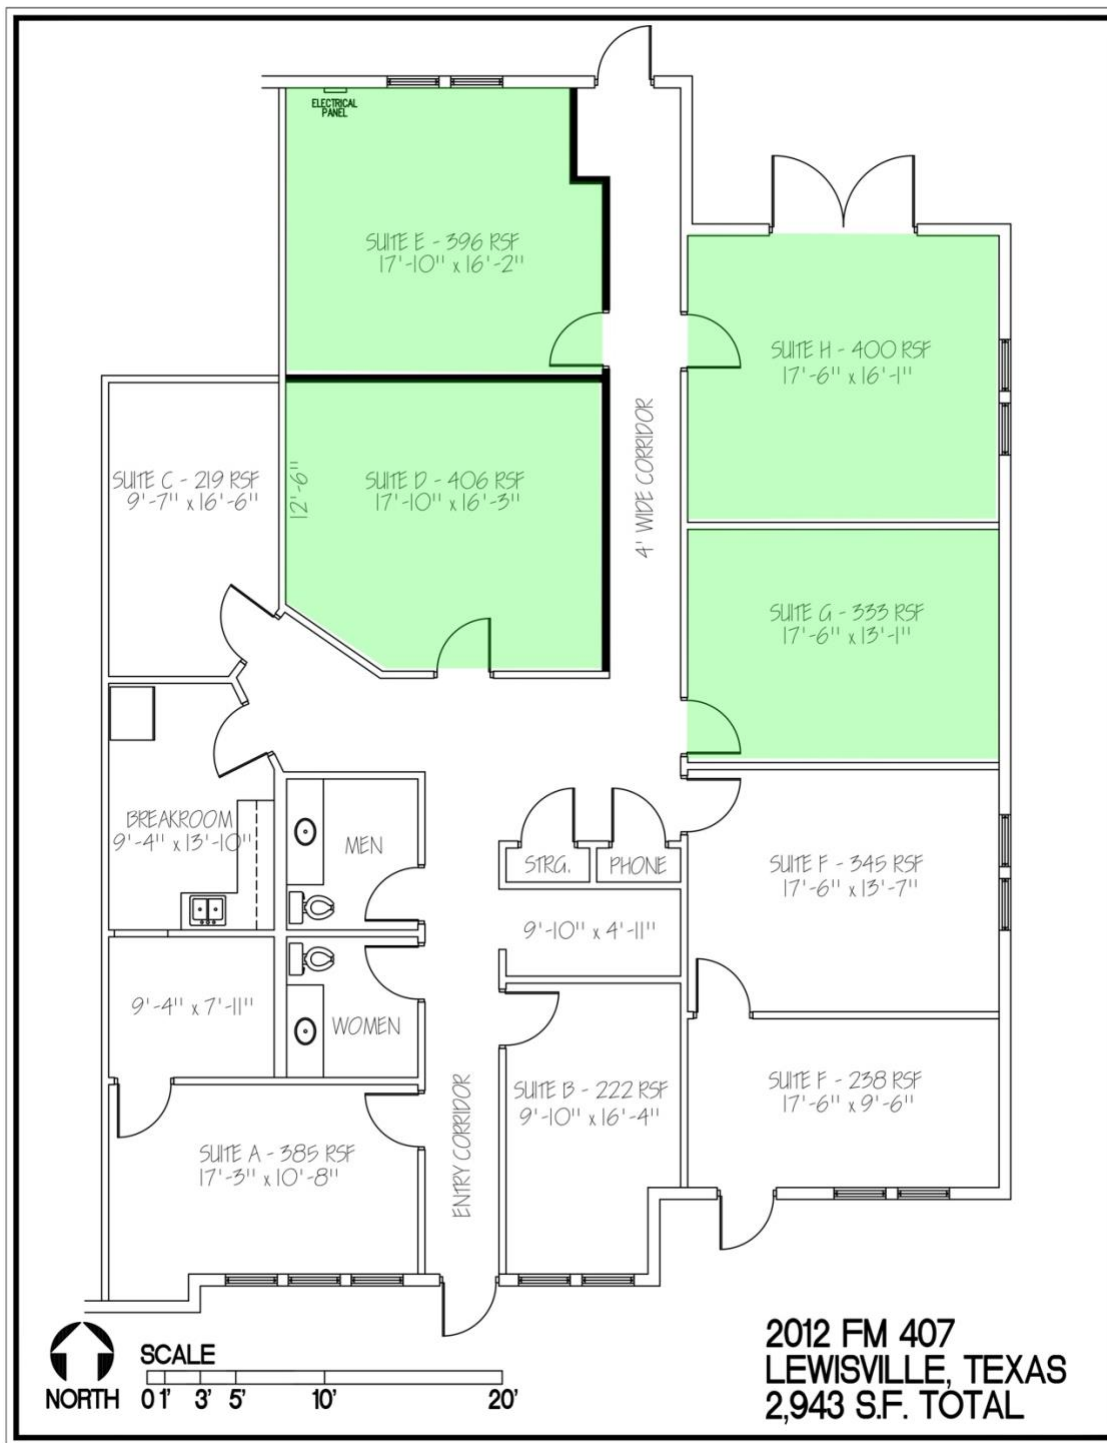 ELECTRICAL
PANEL
SUITE E - 396 RSF
17'-10" x 16'-2"
SUITE H - 400 RSF
17'-6" x 16'-1"
4' WIDE CORRIDOR
SUITE C - 219 RSF
9'-7" x 16'-6"
12'-6"
SUITE D - 406 RSF
17'-10" x 16'-3"
SUITE G - 333 RSF
17'-6" x 13'-1"
BREAKROOM
9'-4" x 13'-10"
MEN
STRG.
PHONE
SUITE F - 345 RSF
17'-6" x 13'-7"
9'-10" x 4'-11"
9'-4" x 7'-11"
WOMEN
ENTRY CORRIDOR
SUITE B - 222 RSF
9'-10" x 16'-4"
SUITE F - 238 RSF
17'-6" x 9'-6"
SUITE A - 385 RSF
17'-3" x 10'-8"
NORTH
SCALE
0 1' 3' 5' 10' 20'
2012 FM 407
LEWISVILLE, TEXAS
2,943 S.F. TOTAL